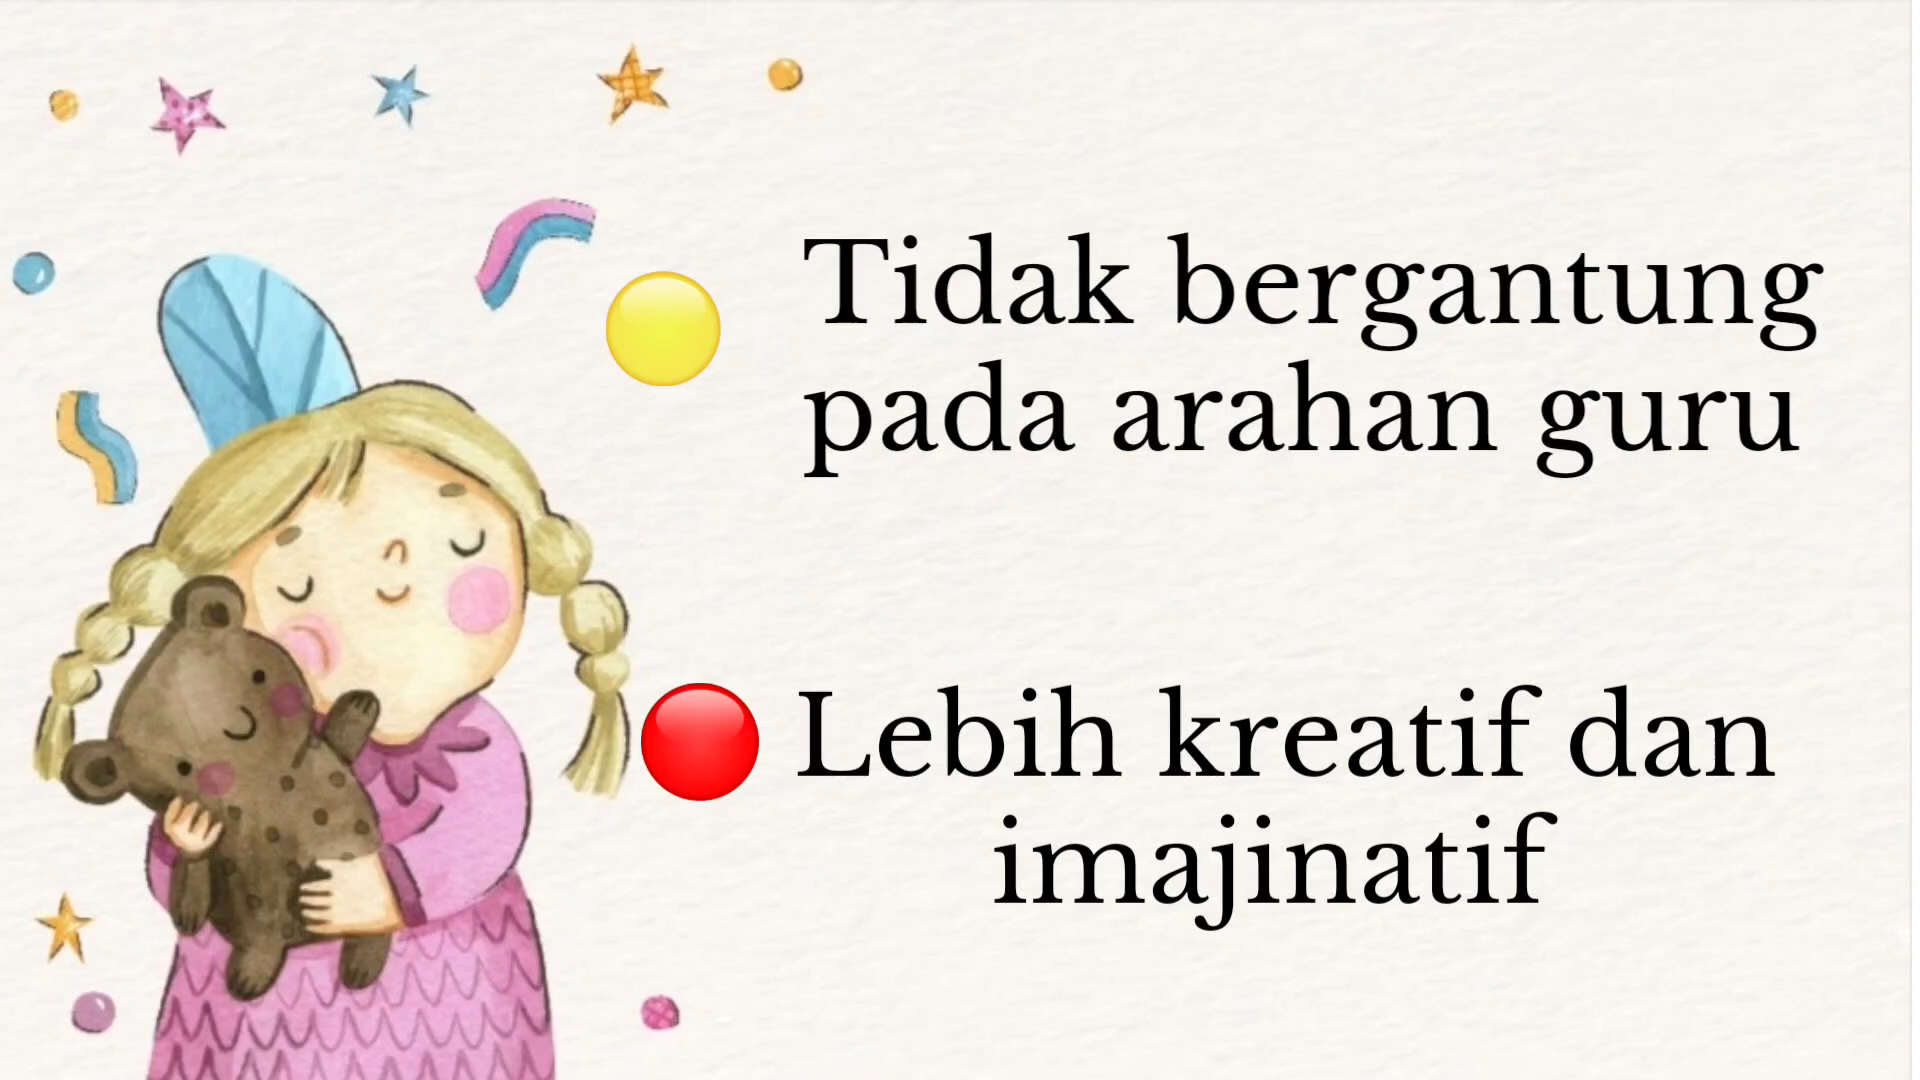 Tidak bergantung
pada arahan guru
Lebih kreatif dan
imajinatif